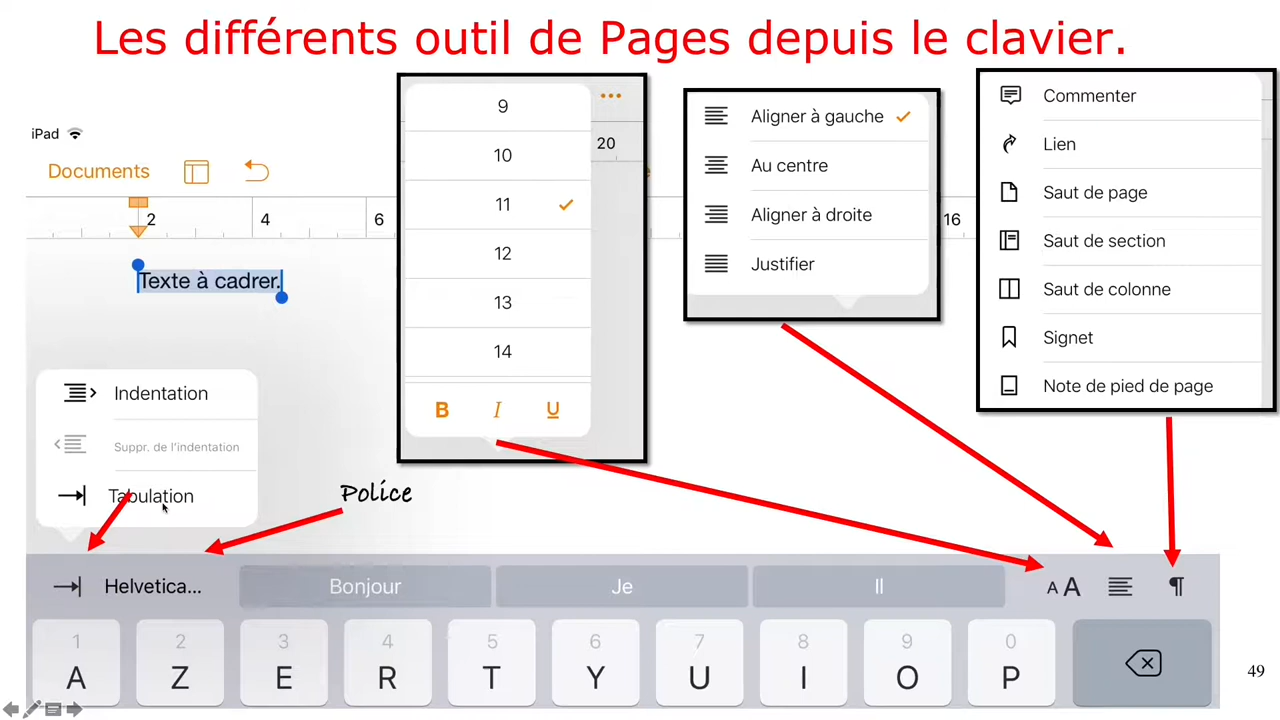 Les différents outil de Pages depuis le clavier.
iPad
Documents
2
4
6
20
16
Texte à cadrer.
9
10
11
12
13
14
B
I
U
Aligner à gauche
Au centre
Aligner à droite
Justifier
Commenter
Lien
Saut de page
Saut de section
Saut de colonne
Signet
Note de pied de page
Indentation
Suppr. de l'indentation
Tabulation
Police
Helvetica... Bonjour Je Il A A ¶
1 2 3 4 5 6 7 8 9 0
A Z E R T Y U I O P
49